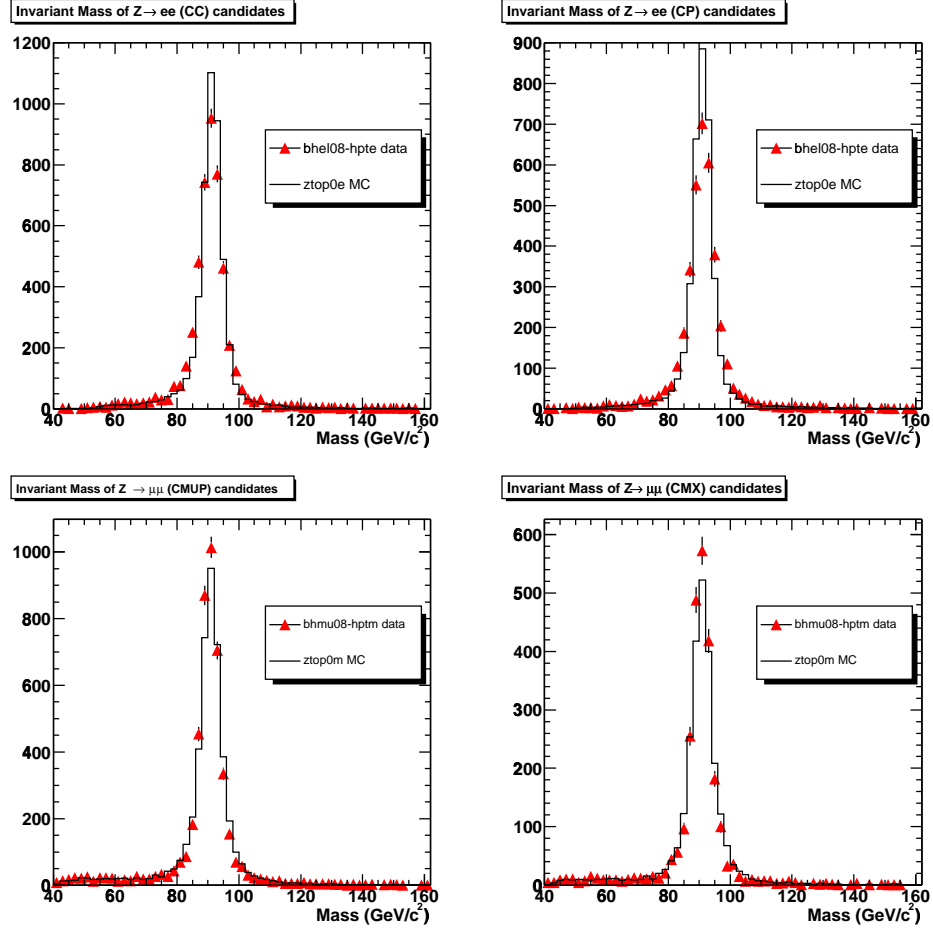 Invariant Mass of Z→ ee (CC) candidates
1200
1000
800
600
400
200
0
40 60 80 100 120 140 160
Mass (GeV/c²)
bhel08-hpte data
ztop0e MC
Invariant Mass of Z→ ee (CP) candidates
900
800
700
600
500
400
300
200
100
0
40 60 80 100 120 140 160
Mass (GeV/c²)
bhel08-hpte data
ztop0e MC
Invariant Mass of Z → μμ (CMUP) candidates
1000
800
600
400
200
0
40 60 80 100 120 140 160
Mass (GeV/c²)
bhmu08-hptm data
ztop0m MC
Invariant Mass of Z→ μμ (CMX) candidates
600
500
400
300
200
100
0
40 60 80 100 120 140 160
Mass (GeV/c²)
bhmu08-hptm data
ztop0m MC